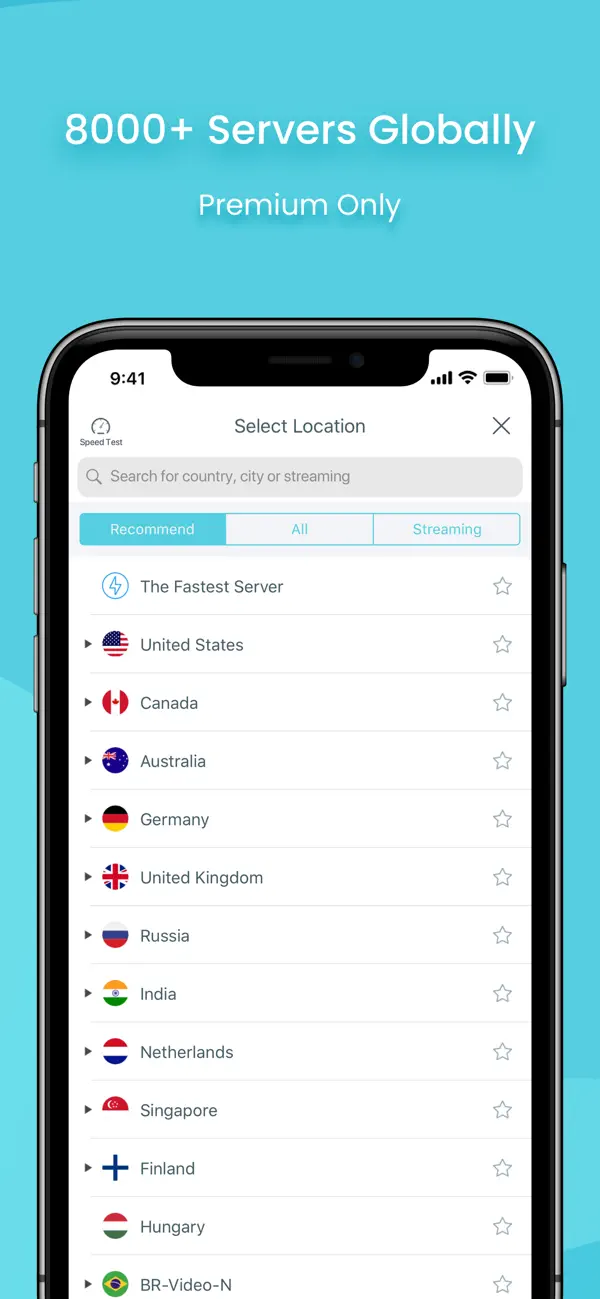 8000+ Servers Globally
Premium Only
9:41
Select Location
Speed Test
Search for country, city or streaming
Recommend All Streaming
The Fastest Server
United States
Canada
Australia
Germany
United Kingdom
Russia
India
Netherlands
Singapore
Finland
Hungary
BR-Video-N